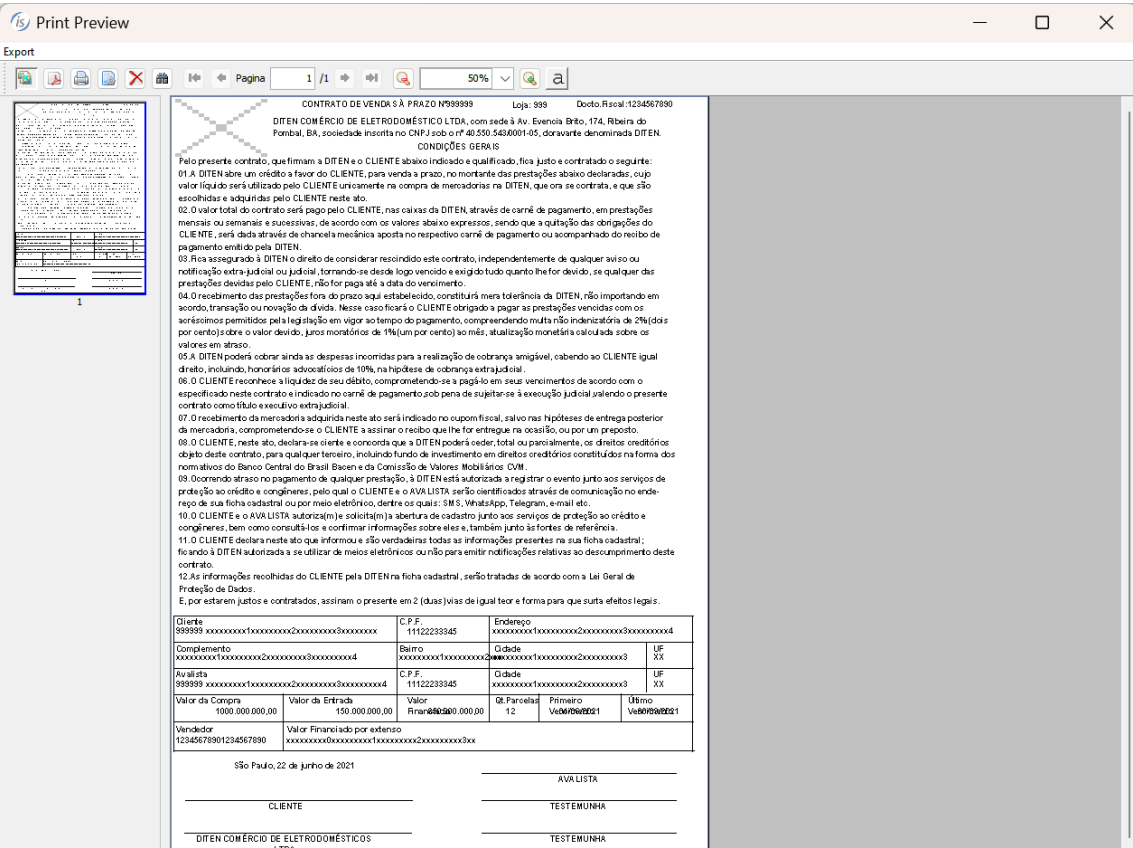 is Print Preview
Export
Pagina 1 /1 50% a
1
CONTRATO DE VENDAS À PRAZO Nº999999 Loja: 999 Docto.Fiscal:1234567890
DITEN COMÉRCIO DE ELETRODOMÉSTICO LTDA, com sede à Av. Evencia Brito, 174, Ribeira do
Pombal, BA, sociedade inscrita no CNPJ sob o nº 40.550.543/0001-05, doravante denominada DITEN.
CONDIÇÕES GERAIS
Pelo presente contrato, que firmam a DITEN e o CLIENTE abaixo indicado e qualificado, fica justo e contratado o seguinte:
01.A DITEN abre um crédito a favor do CLIENTE, para venda a prazo, no montante das prestações abaixo declaradas, cujo
valor líquido será utilizado pelo CLIENTE unicamente na compra de mercadorias na DITEN, que ora se contrata, e que são
escolhidas e adquiridas pelo CLIENTE neste ato.
02.O valor total do contrato será pago pelo CLIENTE, nas caixas da DITEN, através de carnê de pagamento, em prestações
mensais ou semanais e sucessivas, de acordo com os valores abaixo expressos, sendo que a quitação das obrigações do
CLIENTE, será dada através de chancela mecânica aposta no respectivo carnê de pagamento ou acompanhado do recibo de
pagamento emitido pela DITEN.
03.Fica assegurado à DITEN o direito de considerar rescindido este contrato, independentemente de qualquer aviso ou
notificação extra-judicial ou judicial, tornando-se desde logo vencido e exigido tudo quanto lhe for devido, se qualquer das
prestações devidas pelo CLIENTE, não for paga até a data do vencimento.
04.O recebimento das prestações fora do prazo aqui estabelecido, constituirá mera tolerância da DITEN, não importando em
acordo, transação ou novação da dívida. Nesse caso ficará o CLIENTE obrigado a pagar as prestações vencidas com os
acréscimos permitidos pela legislação em vigor ao tempo do pagamento, compreendendo multa não indenizatória de 2%(dois
por cento)sobre o valor devido, juros moratórios de 1%(um por cento) ao mês, atualização monetária calculada sobre os
valores em atraso.
05.A DITEN poderá cobrar ainda as despesas incorridas para a realização de cobrança amigável, cabendo ao CLIENTE igual
direito, incluindo, honorários advocatícios de 10%, na hipótese de cobrança extrajudicial.
06.O CLIENTE reconhece a liquidez de seu débito, comprometendo-se a pagá-lo em seus vencimentos de acordo com o
especificado neste contrato e indicado no carnê de pagamento,sob pena de sujeitar-se à execução judicial,valendo o presente
contrato como título executivo extrajudicial.
07.O recebimento da mercadoria adquirida neste ato será indicado no cupom fiscal, salvo nas hipóteses de entrega posterior
da mercadoria, comprometendo-se o CLIENTE a assinar o recibo que lhe for entregue na ocasião, ou por um preposto.
08.O CLIENTE, neste ato, declara-se ciente e concorda que a DITEN poderá ceder, total ou parcialmente, os direitos creditórios
objeto deste contrato, para qualquer terceiro, incluindo fundo de investimento em direitos creditórios constituídos na forma dos
normativos do Banco Central do Brasil Bacen e da Comissão de Valores Mobiliários CVM.
09.Ocorrendo atraso no pagamento de qualquer prestação, à DITEN está autorizada a registrar o evento junto aos serviços de
proteção ao crédito e congêneres, pelo qual o CLIENTE e o AVALISTA serão cientificados através de comunicação no ende-
reço de sua ficha cadastral ou por meio eletrônico, dentre os quais: SMS, WhatsApp, Telegram, e-mail etc.
10.O CLIENTE e o AVALISTA autoriza(m) e solicita(m) a abertura de cadastro junto aos serviços de proteção ao crédito e
congêneres, bem como consultá-los e confirmar informações sobre eles e, também junto às fontes de referência.
11.O CLIENTE declara neste ato que informou e são verdadeiras todas as informações presentes na sua ficha cadastral;
ficando à DITEN autorizada a se utilizar de meios eletrônicos ou não para emitir notificações relativas ao descumprimento deste
contrato.
12.As informações recolhidas do CLIENTE pela DITEN na ficha cadastral, serão tratadas de acordo com a Lei Geral de
Proteção de Dados.
E, por estarem justos e contratados, assinam o presente em 2 (duas) vias de igual teor e forma para que surta efeitos legais.
Cliente C.P.F. Endereço
999999 xxxxxxxxx1xxxxxxxxx2xxxxxxxxx3xxxxxxxx 11122233345 xxxxxxxxx1xxxxxxxxx2xxxxxxxxx3xxxxxxxxx4
Complemento Bairro Cidade UF
xxxxxxxxx1xxxxxxxxx2xxxxxxxxx3xxxxxxxxx4 xxxxxxxxx1xxxxxxxxx2 xxxxxxxxx1xxxxxxxxx2xxxxxxxxx3 XX
Avalista C.P.F. Cidade UF
999999 xxxxxxxxx1xxxxxxxxx2xxxxxxxxx3xxxxxxxxx4 11122233345 xxxxxxxxx1xxxxxxxxx2xxxxxxxxx3 XX
Valor da Compra Valor da Entrada Valor Qt.Parcelas Primeiro Último
1000.000.000,00 150.000.000,00 12
Vendedor Valor Financiado por extenso
12345678901234567890 xxxxxxxxx0xxxxxxxxx1xxxxxxxxx2xxxxxxxxx3xx
São Paulo, 22 de junho de 2021
AVALISTA
CLIENTE TESTEMUNHA
DITEN COMÉRCIO DE ELETRODOMÉSTICOS TESTEMUNHA
LTDA